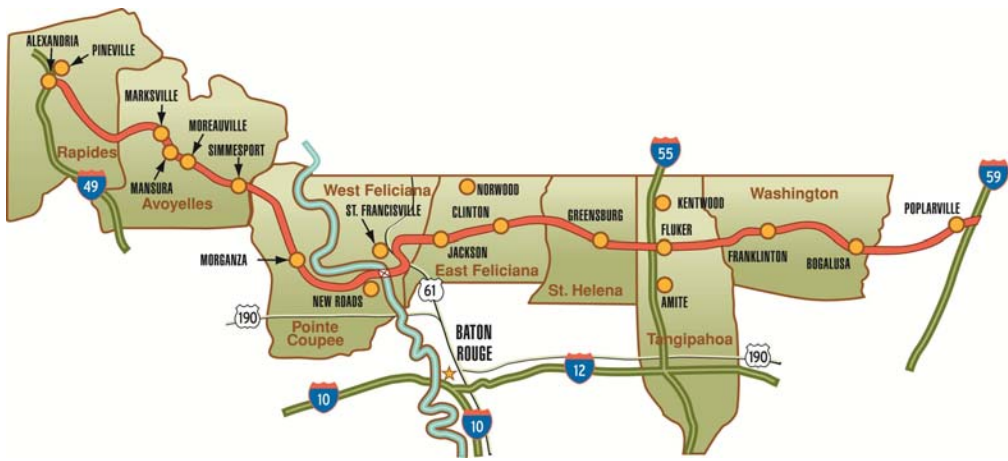 ALEXANDRIA
PINEVILLE
MARKSVILLE
MOREAUVILLE
SIMMESPORT
Rapides
49
MANSURA
Avoyelles
55
59
West Feliciana
NORWOOD
Washington
ST. FRANCISVILLE
CLINTON
GREENSBURG
KENTWOOD
POPLARVILLE
FLUKER
MORGANZA
JACKSON
FRANKLINTON
BOGALUSA
East Feliciana
NEW ROADS
61
St. Helena
AMITE
190
Pointe
Coupee
BATON
ROUGE
Tangipahoa
190
12
10
10